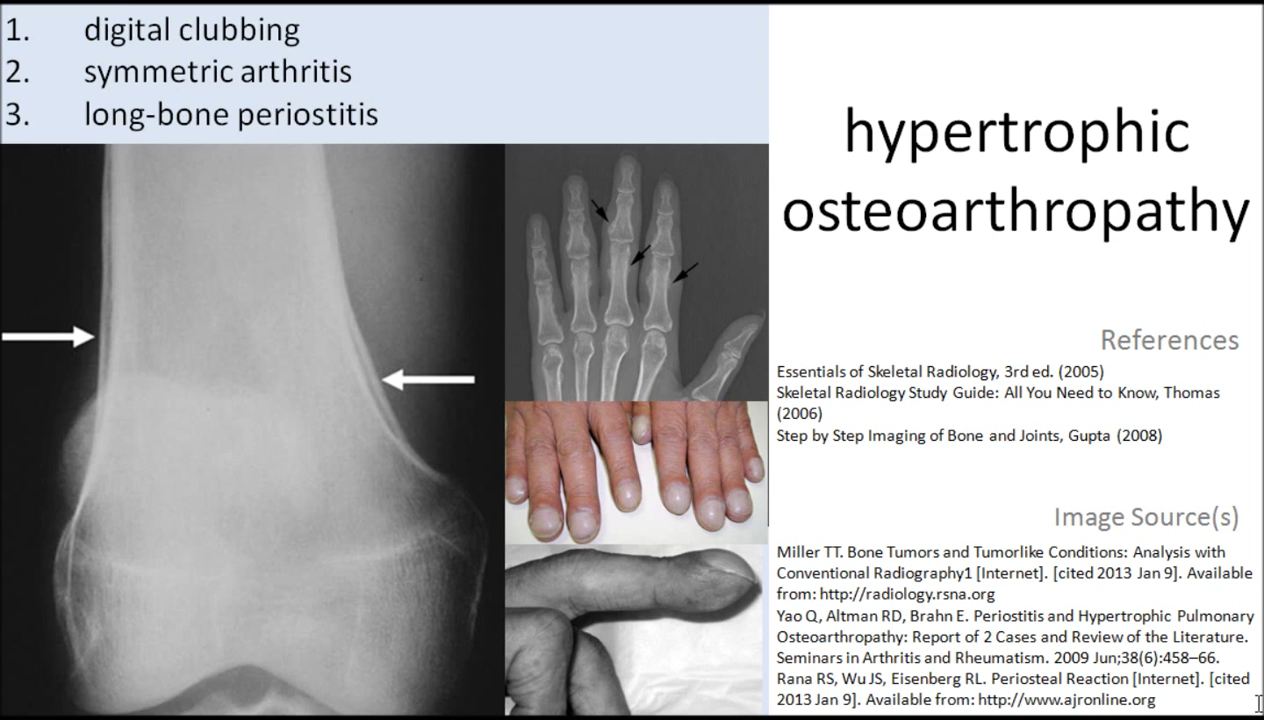 1. digital clubbing
2. symmetric arthritis
3. long-bone periostitis
hypertrophic
osteoarthropathy
References
Essentials of Skeletal Radiology, 3rd ed. (2005)
Skeletal Radiology Study Guide: All You Need to Know, Thomas
(2006)
Step by Step Imaging of Bone and Joints, Gupta (2008)
Image Source(s)
Miller TT. Bone Tumors and Tumorlike Conditions: Analysis with
Conventional Radiography1 [Internet]. [cited 2013 Jan 9]. Available
from: http://radiology.rsna.org
Yao Q, Altman RD, Brahn E. Periostitis and Hypertrophic Pulmonary
Osteoarthropathy: Report of 2 Cases and Review of the Literature.
Seminars in Arthritis and Rheumatism. 2009 Jun;38(6):458–66.
Rana RS, Wu JS, Eisenberg RL. Periosteal Reaction [Internet]. [cited
2013 Jan 9]. Available from: http://www.ajronline.org